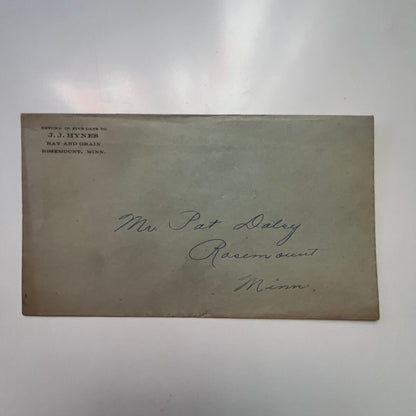 RETURN IN FIVE DAYS TO
J. J. HYNES
HAY AND GRAIN
ROSEMOUNT, MINN.
Mr. Pat Daley
Rosemount
Minn.